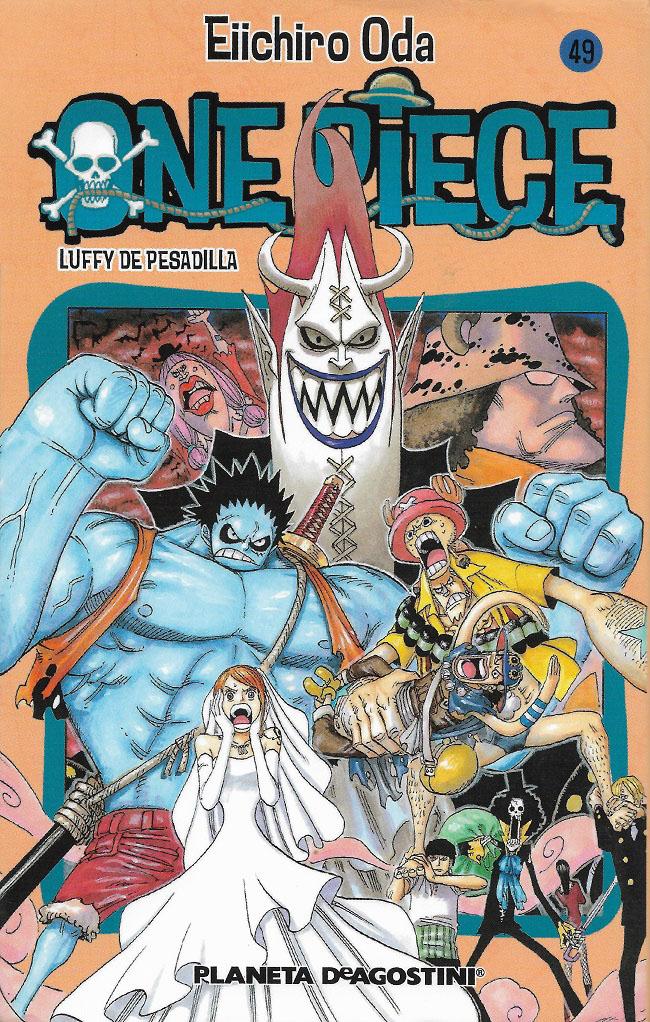 Eiichiro Oda
49
ONE PIECE
LUFFY DE PESADILLA
PLANETA DeAGOSTINI®